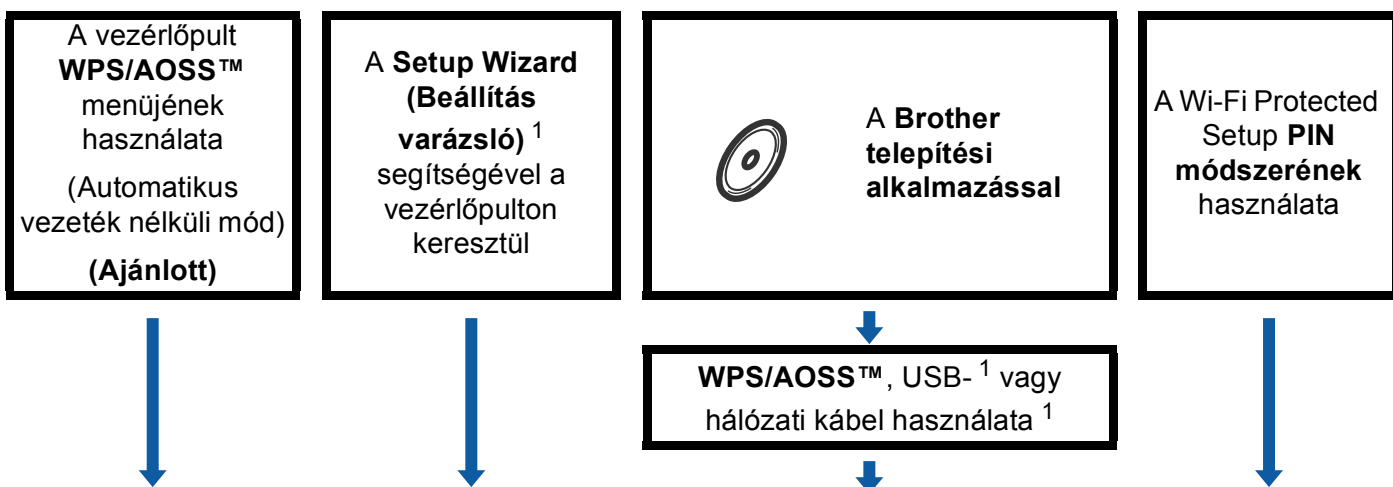 A vezérlőpult
WPS/AOSS™
menüjének
használata
(Automatikus
vezeték nélküli mód)
(Ajánlott)
A Setup Wizard
(Beállítás
varázsló) 1
segítségével a
vezérlőpulton
keresztül
A Brother
telepítési
alkalmazással
WPS/AOSS™, USB- 1 vagy
hálózati kábel használata 1
A Wi-Fi Protected
Setup PIN
módszerének
használata